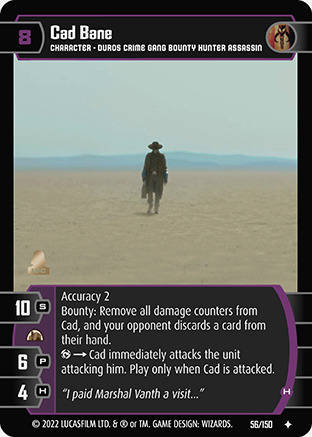 8
Cad Bane
CHARACTER - DUROS CRIME GANG BOUNTY HUNTER ASSASSIN
10 S
6 P
4 H
Accuracy 2
Bounty: Remove all damage counters from
Cad, and your opponent discards a card from
their hand.
→ Cad immediately attacks the unit
attacking him. Play only when Cad is attacked.
"I paid Marshal Vanth a visit..."
H
© 2022 LUCASFILM LTD. & ® or TM. GAME DESIGN: WIZARDS.
56/150